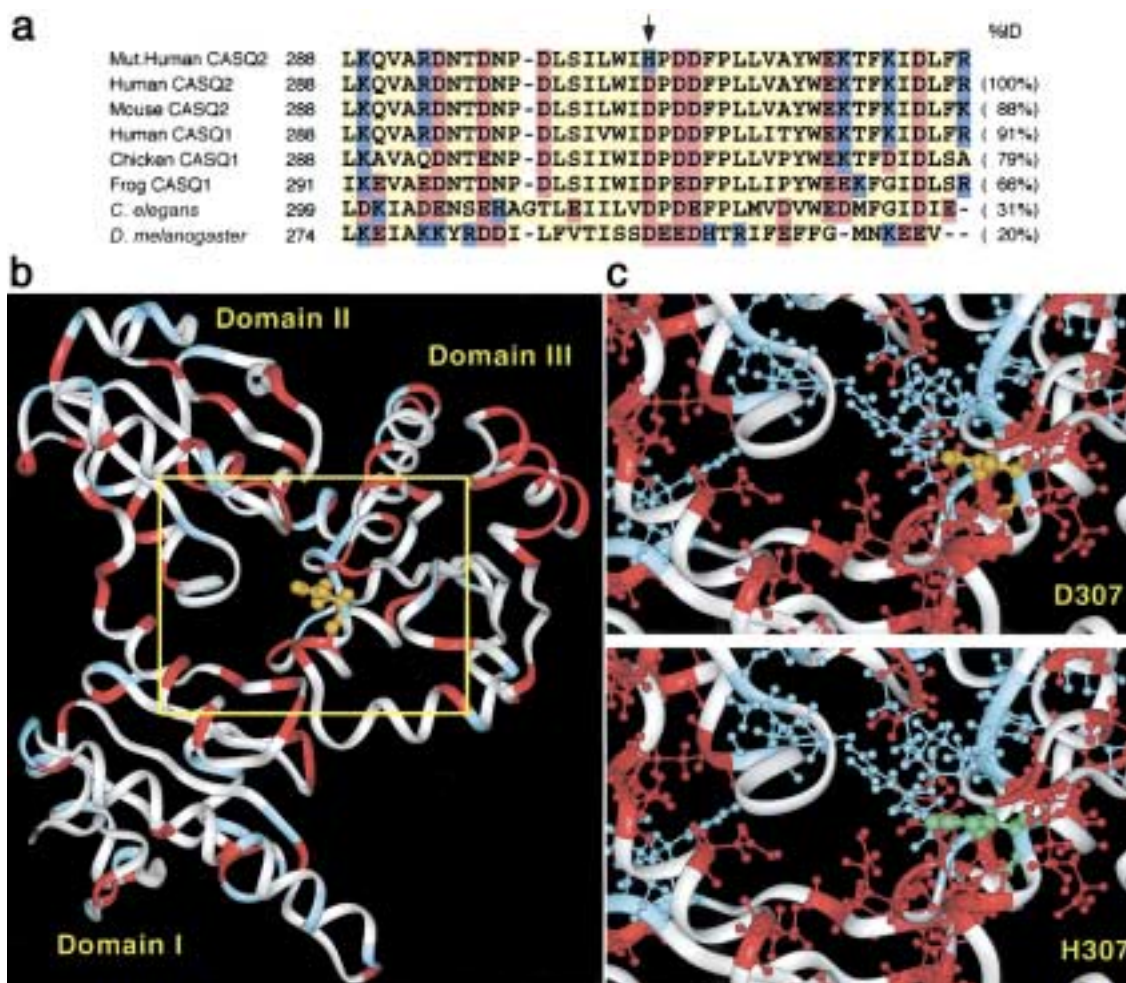 a
%ID
Mut.Human CASQ2 288 LKQVARDNTDNP-DLSILWIHPDDFPLLVAYWEKTFKIDLFR
Human CASQ2 288 LKQVARDNTDNP-DLSILWIDPDDFPLLVAYWEKTFKIDLFR (100%)
Mouse CASQ2 288 LKQVARDNTDNP-DLSILWIDPDDFPLLVAYWEKTFKIDLFK ( 88%)
Human CASQ1 288 LKQVARDNTDNP-DLSIVWIDPDDFPLLITYWEKTFKIDLFR ( 91%)
Chicken CASQ1 288 LKAVAQDNTENP-DLSIIWIDPDDFPLLVPYWEKTFDIDLSA ( 79%)
Frog CASQ1 291 IKEVAEDNTDNP-DLSIIWIDPDDFPLLIPYWEEKFGIDLSR ( 66%)
C. elegans 299 LDKIADENSEHAGTLEIILVDPDEFPLMVDVWEDMFGIDIE- ( 31%)
D. melanogaster 274 LKEIAKKYRDDI-LFVTISSDEEDHTRIFEFFG-MNKEEV-- ( 20%)
b
c
Domain II
Domain III
Domain I
D307
H307